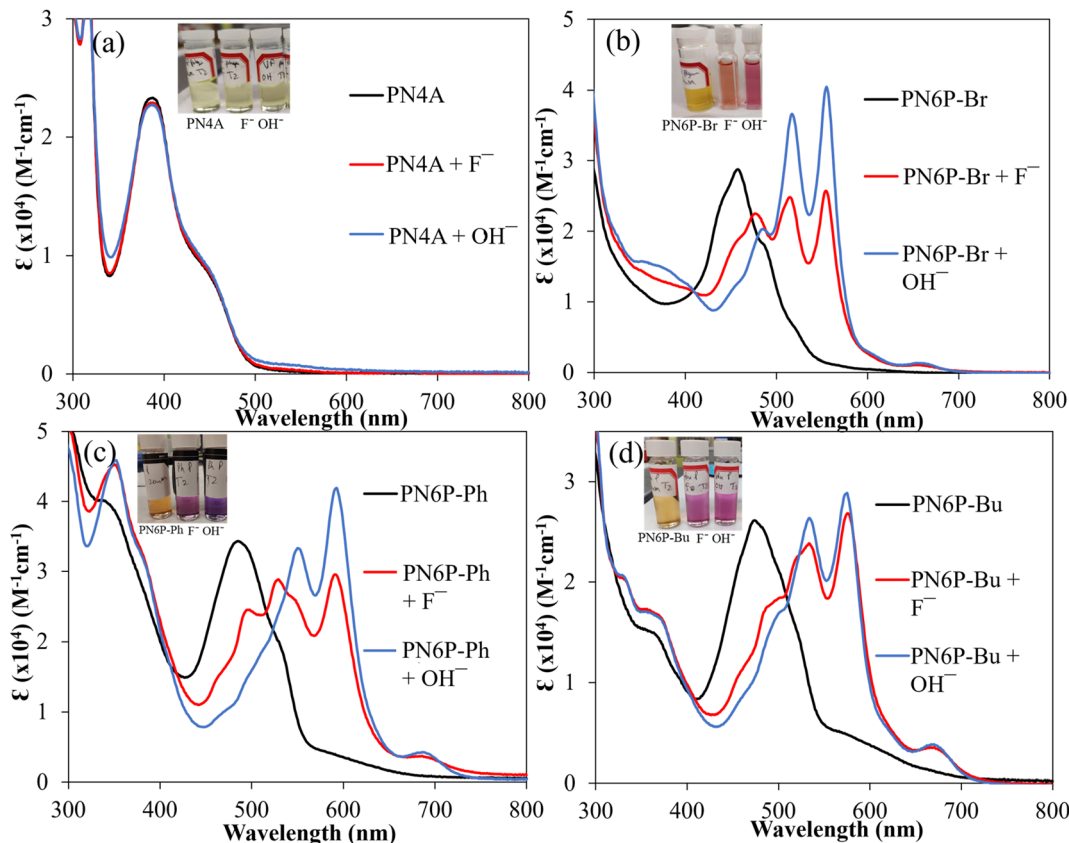 (a)
3
2
1
0
ε (x10⁴) (M⁻¹cm⁻¹)
300 400 500 600 700 800
Wavelength (nm)
PN4A F⁻ OH⁻
PN4A
PN4A + F⁻
PN4A + OH⁻
(b)
5
4
3
2
1
0
ε (x10⁴) (M⁻¹cm⁻¹)
300 400 500 600 700 800
Wavelength (nm)
PN6P-Br F⁻ OH⁻
PN6P-Br
PN6P-Br + F⁻
PN6P-Br +
OH⁻
(c)
5
4
3
2
1
0
ε (x10⁴) (M⁻¹cm⁻¹)
300 400 500 600 700 800
Wavelength (nm)
PN6P-Ph F⁻ OH⁻
PN6P-Ph
PN6P-Ph
+ F⁻
PN6P-Ph
+ OH⁻
(d)
3
2
1
0
ε (x10⁴) (M⁻¹cm⁻¹)
300 400 500 600 700 800
Wavelength (nm)
PN6P-Bu F⁻ OH⁻
PN6P-Bu
PN6P-Bu +
F⁻
PN6P-Bu +
OH⁻